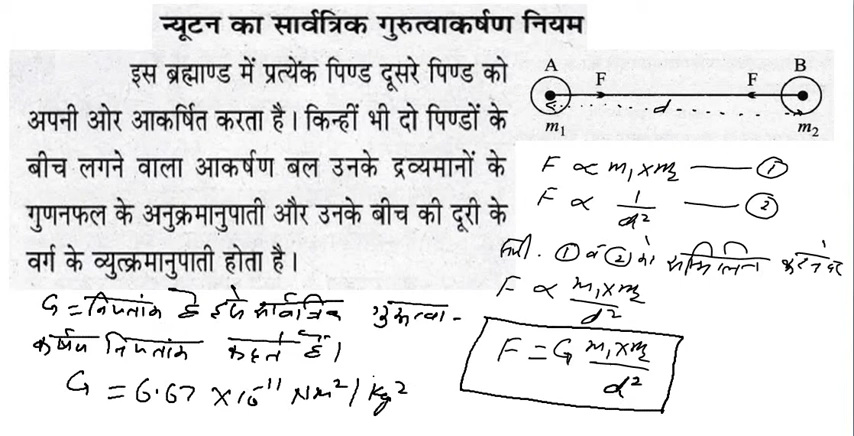 न्यूटन का सार्वत्रिक गुरुत्वाकर्षण नियम
इस ब्रह्माण्ड में प्रत्येक पिण्ड दूसरे पिण्ड को
अपनी ओर आकर्षित करता है। किन्हीं भी दो पिण्डों के
बीच लगने वाला आकर्षण बल उनके द्रव्यमानों के
गुणनफल के अनुक्रमानुपाती और उनके बीच की दूरी के
वर्ग के व्युत्क्रमानुपाती होता है।
G = नियतांक है इसे सार्वत्रिक गुरुत्वा-
कर्षण नियतांक कहते हैं।
G = 6.67 × 10⁻¹¹ Nm²/kg²
A B
F F
d
m₁ m₂
F ∝ m₁ × m₂ —— ①
F ∝ 1/d² —— ②
समी. ① व ② को सम्मिलित करने पर
F ∝ m₁ × m₂/d²
F = G m₁ × m₂/d²